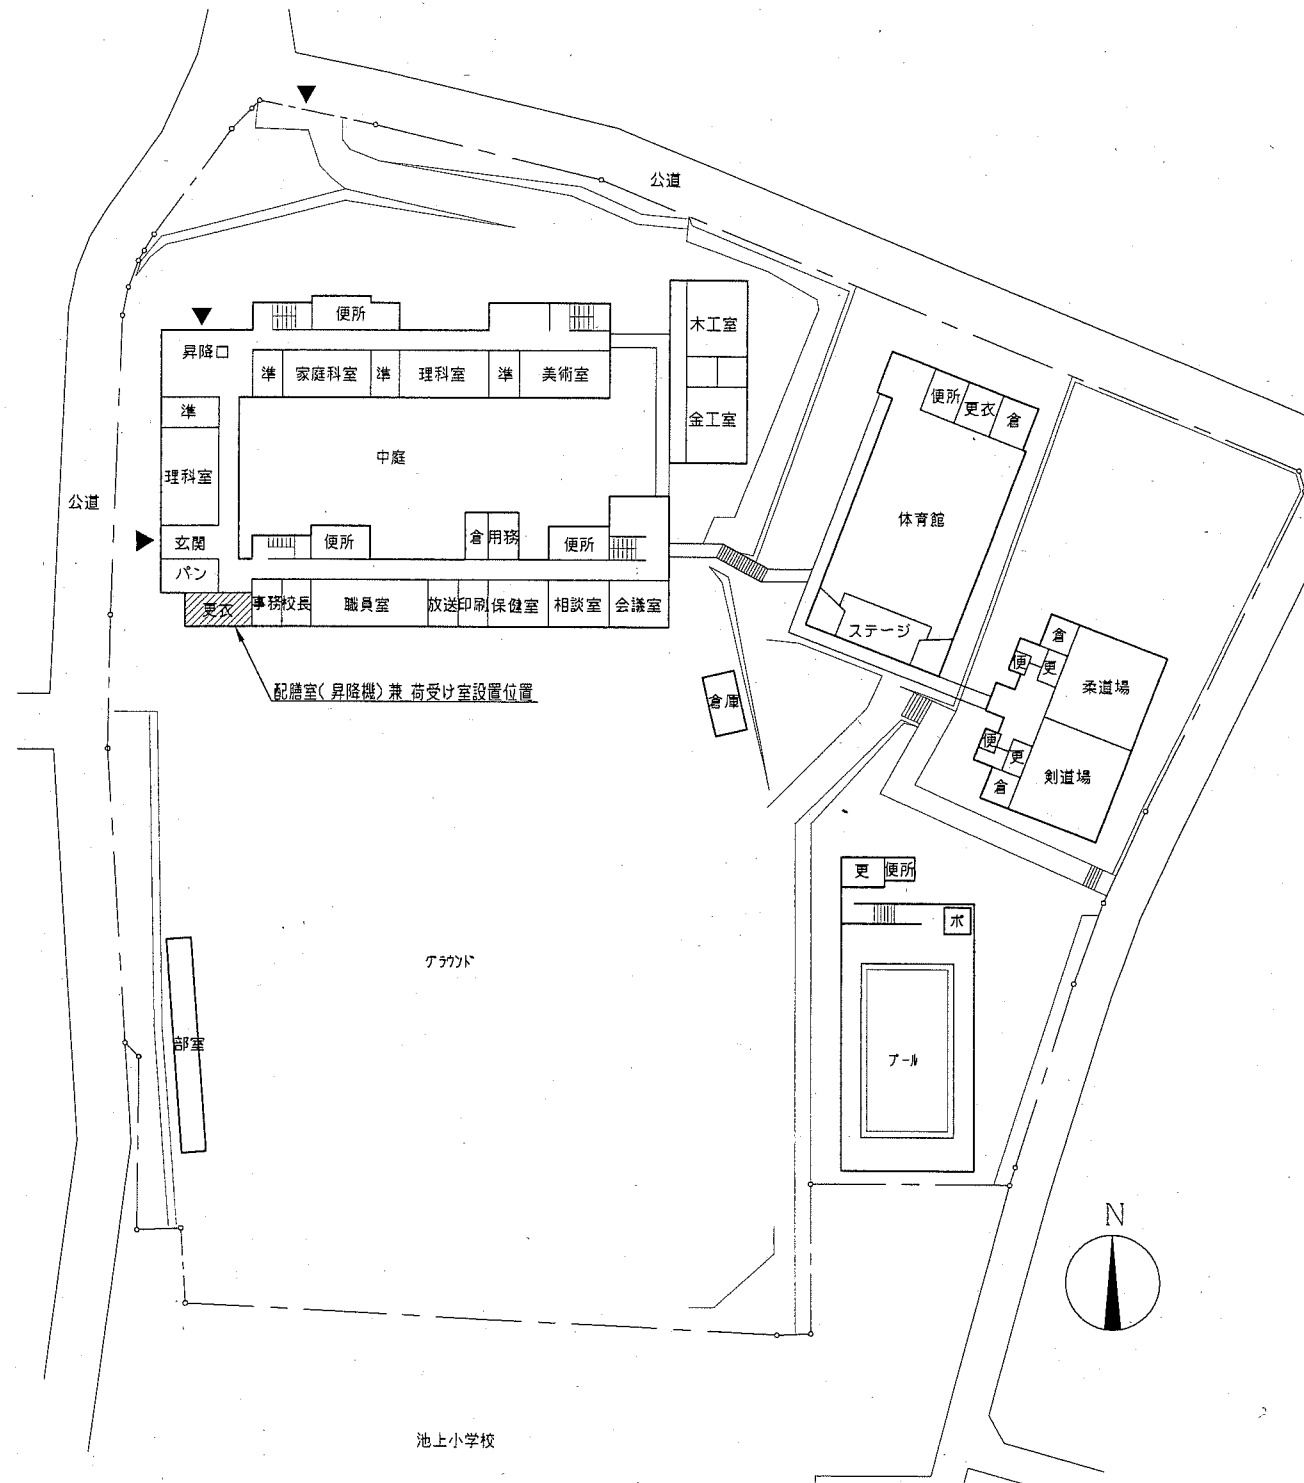 公道
便所
昇降口
準
家庭科室
準
理科室
準
美術室
木工室
金工室
準
理科室
中庭
公道
玄関
パン
更衣
便所
倉
用務
便所
事務
校長
職員室
放送
印刷
保健室
相談室
会議室
配膳室(昇降機)兼 荷受け室設置位置
便所
更衣
倉
体育館
ステージ
倉
便
更
柔道場
便
更
倉
剣道場
倉庫
更
便所
ポ
プール
グラウンド
部室
N
池上小学校